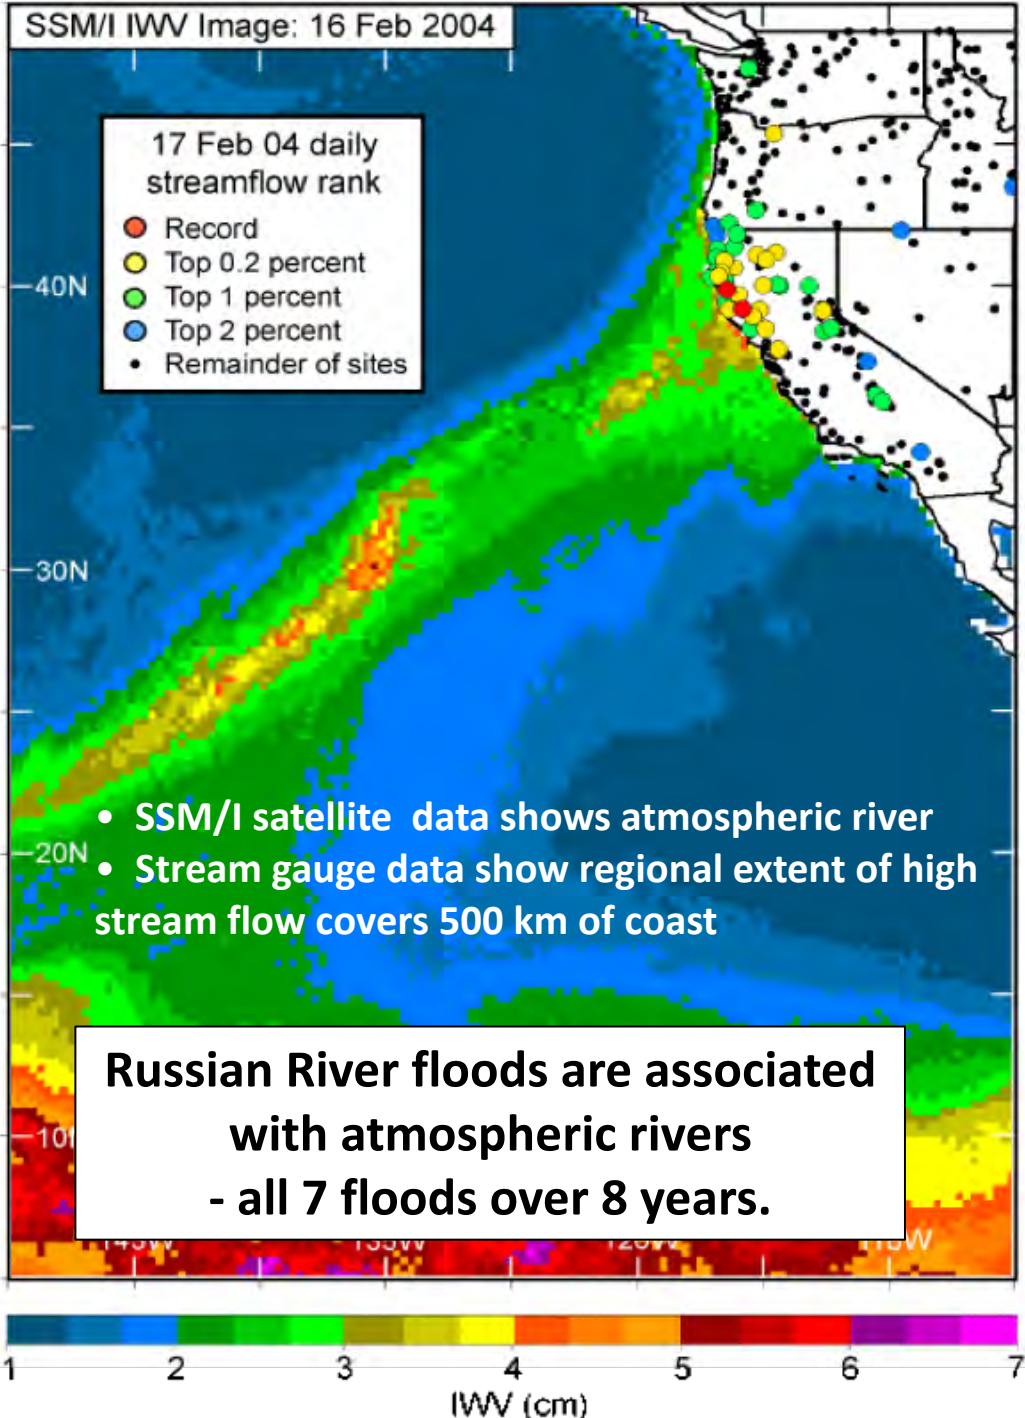 SSM/I IWV Image: 16 Feb 2004
17 Feb 04 daily
streamflow rank
Record
Top 0.2 percent
Top 1 percent
Top 2 percent
Remainder of sites
40N
30N
• SSM/I satellite data shows atmospheric river
20N
• Stream gauge data show regional extent of high
stream flow covers 500 km of coast
Russian River floods are associated
with atmospheric rivers
- all 7 floods over 8 years.
1 2 3 4 5 6 7
IWV (cm)